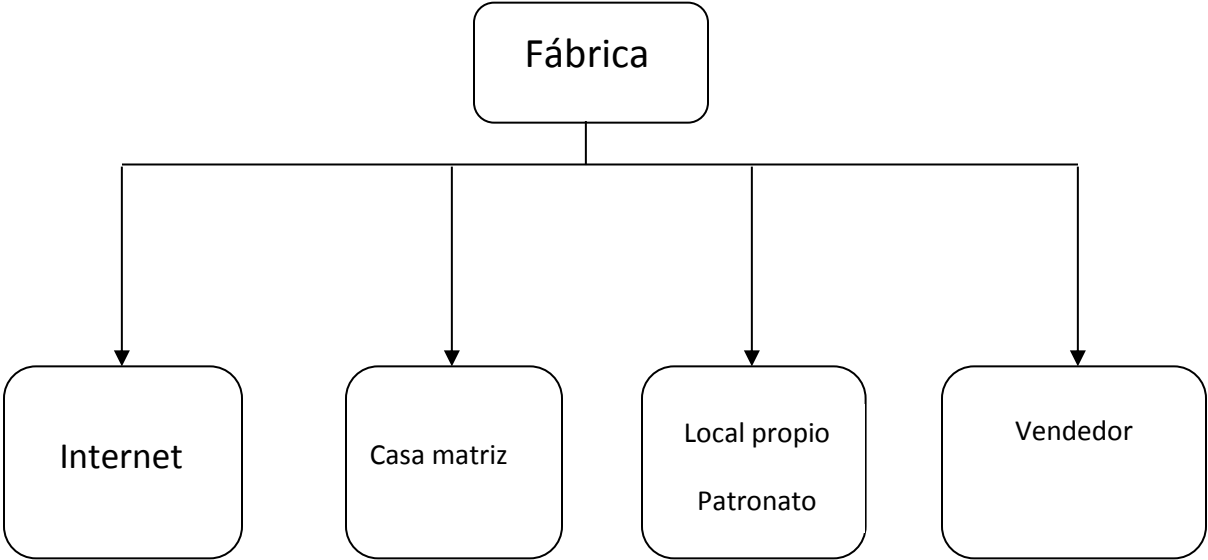 Fábrica
Internet
Casa matriz
Local propio
Patronato
Vendedor